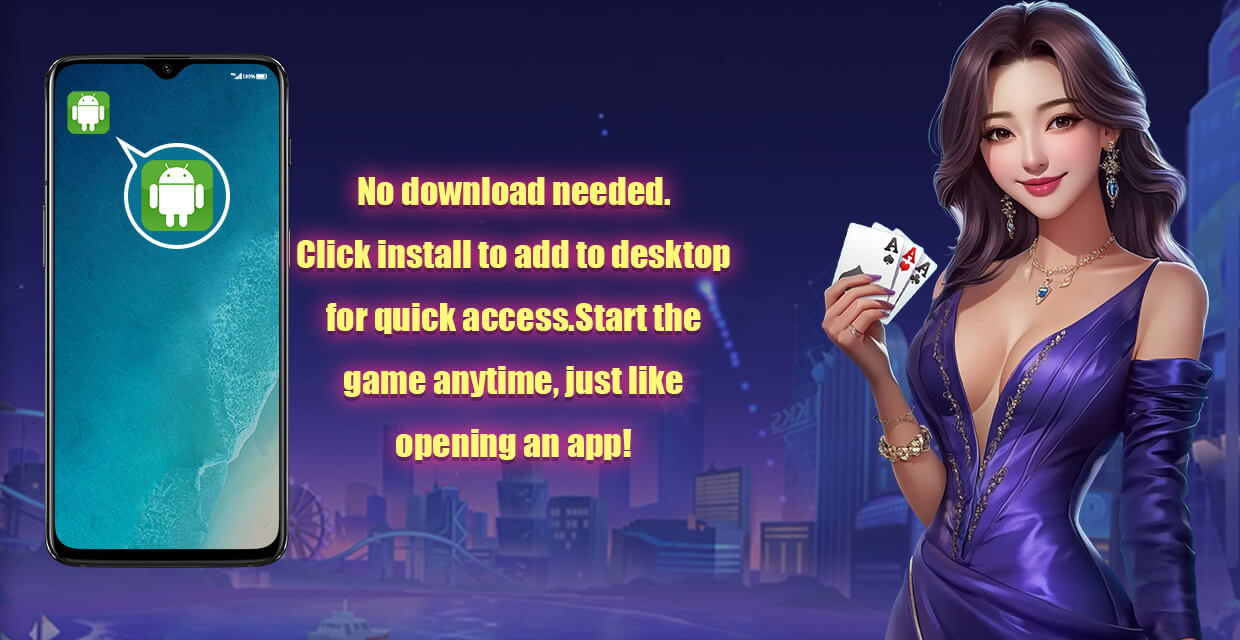 100%
No download needed.
Click install to add to desktop
for quick access.Start the
game anytime, just like
opening an app!
A
A
A